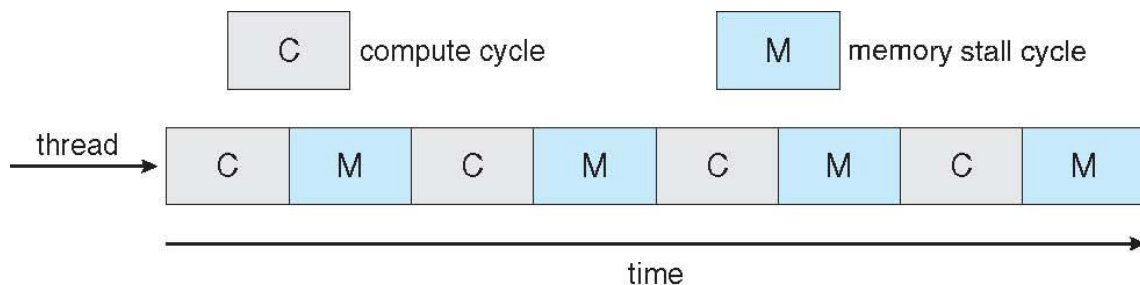 C compute cycle M memory stall cycle
thread
C M C M C M C M
time